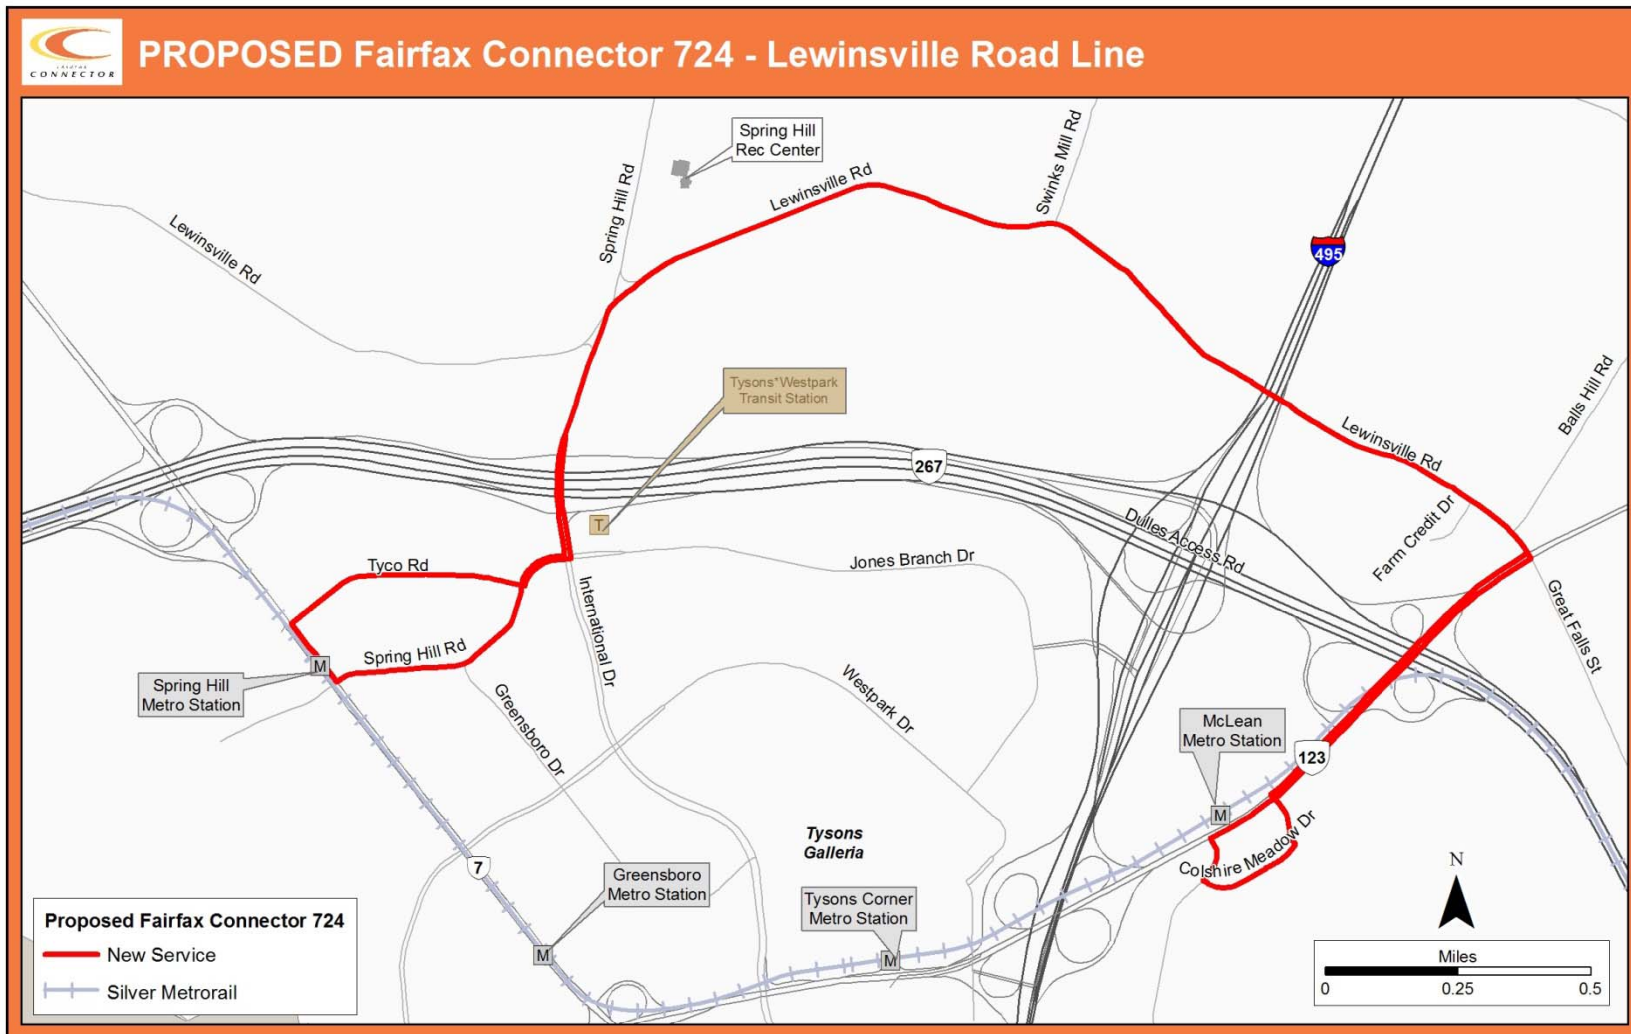 FAIRFAX
CONNECTOR
PROPOSED Fairfax Connector 724 - Lewinsville Road Line
Spring Hill
Rec Center
Swinks Mill Rd
Lewinsville Rd
Spring Hill Rd
Lewinsville Rd
495
Balls Hill Rd
Tysons*Westpark
Transit Station
Lewinsville Rd
267
Farm Credit Dr
Dulles Access Rd
T
Tyco Rd
Jones Branch Dr
International Dr
Great Falls St
Spring Hill Rd
M
Spring Hill
Metro Station
Greensboro Dr
Westpark Dr
McLean
Metro Station
123
M
Colshire Meadow Dr
Tysons
Galleria
7
Greensboro
Metro Station
Tysons Corner
Metro Station
M
M
N
Proposed Fairfax Connector 724
New Service
Silver Metrorail
Miles
0 0.25 0.5